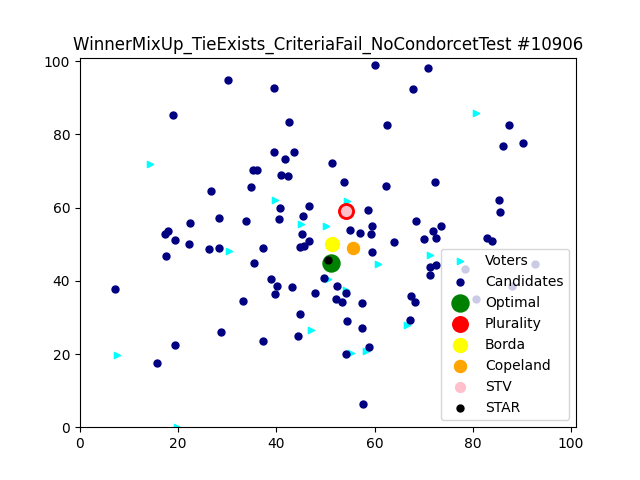 WinnerMixUp_TieExists_CriteriaFail_NoCondorcetTest #10906
100
80
60
40
20
0
0 20 40 60 80 100
Voters
Candidates
Optimal
Plurality
Borda
Copeland
STV
STAR